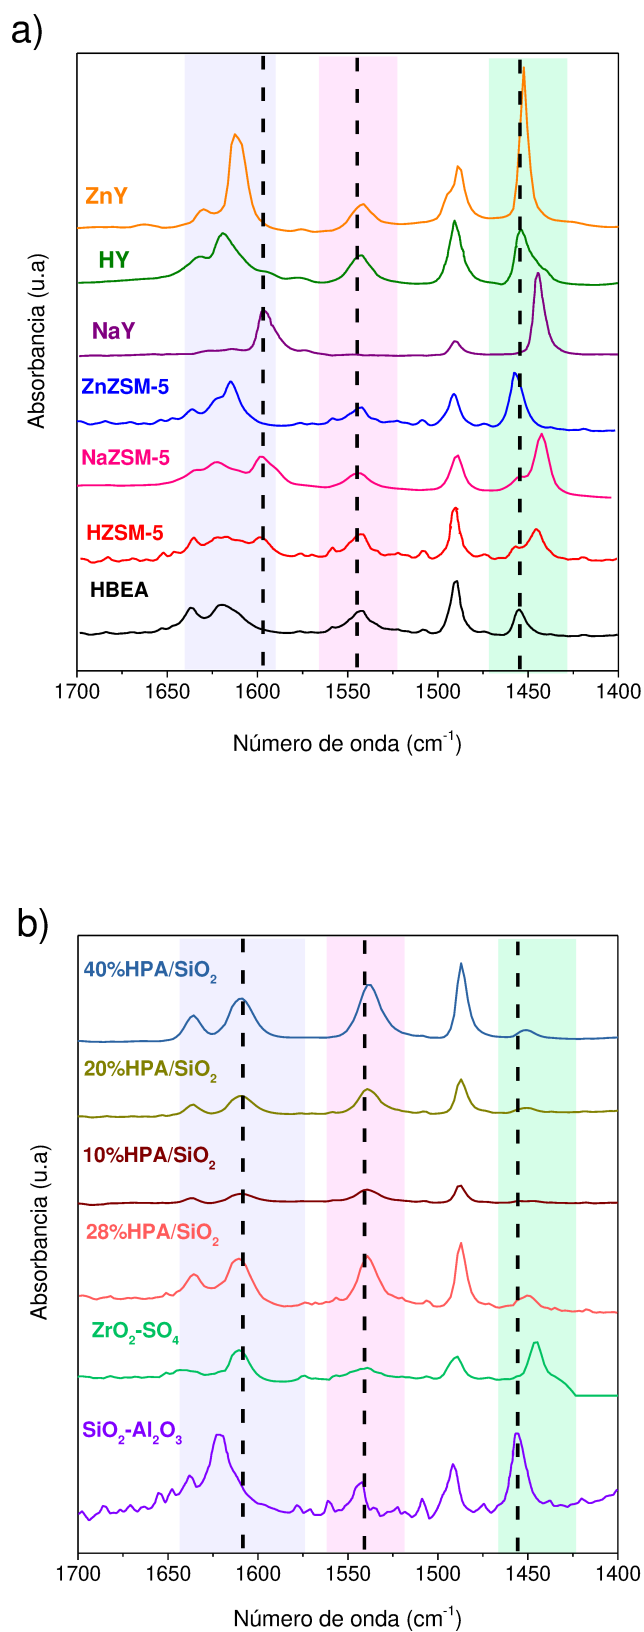 a)
ZnY
HY
NaY
ZnZSM-5
NaZSM-5
HZSM-5
HBEA
Absorbancia (u.a)
1700 1650 1600 1550 1500 1450 1400
Número de onda (cm⁻¹)
b)
40%HPA/SiO₂
20%HPA/SiO₂
10%HPA/SiO₂
28%HPA/SiO₂
ZrO₂-SO₄
SiO₂-Al₂O₃
Absorbancia (u.a)
1700 1650 1600 1550 1500 1450 1400
Número de onda (cm⁻¹)